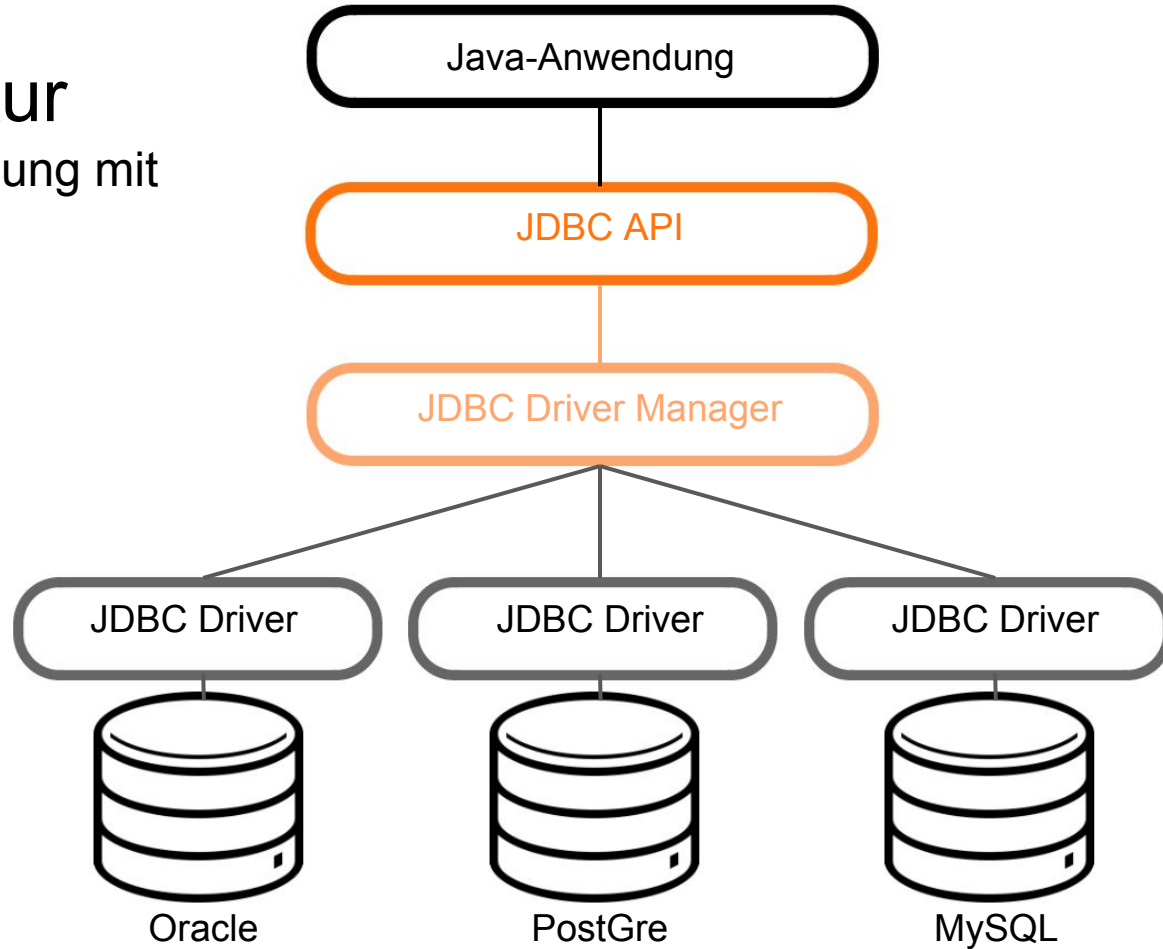 Java-Anwendung
ur
ung mit
JDBC API
JDBC Driver Manager
JDBC Driver
JDBC Driver
JDBC Driver
Oracle
PostGre
MySQL